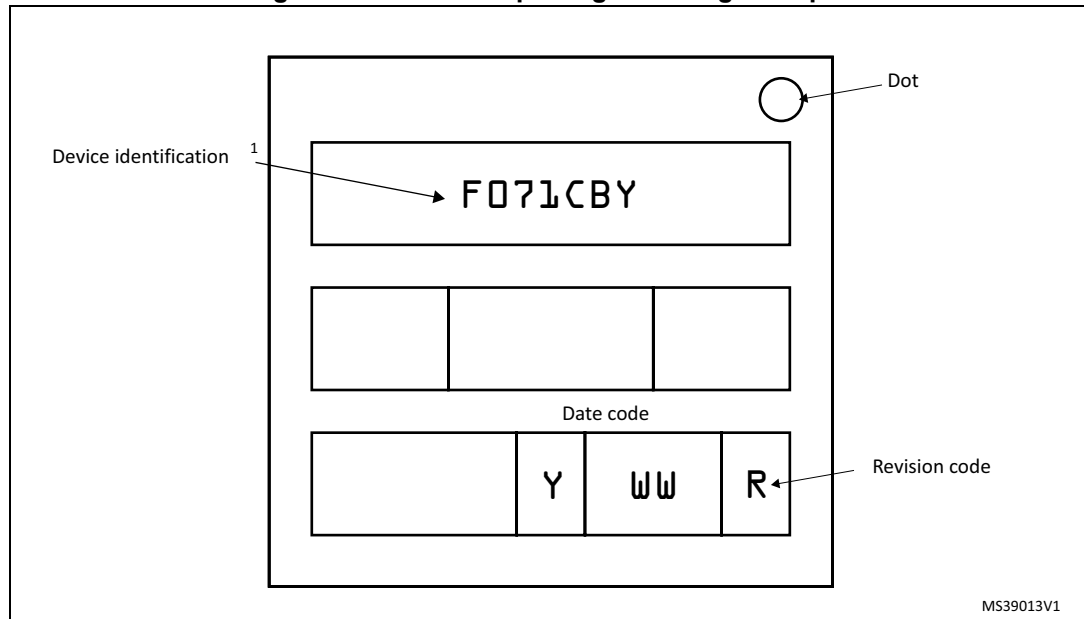 Dot
Device identification 1
F071CBY
Date code
Y WW R
Revision code
MS39013V1